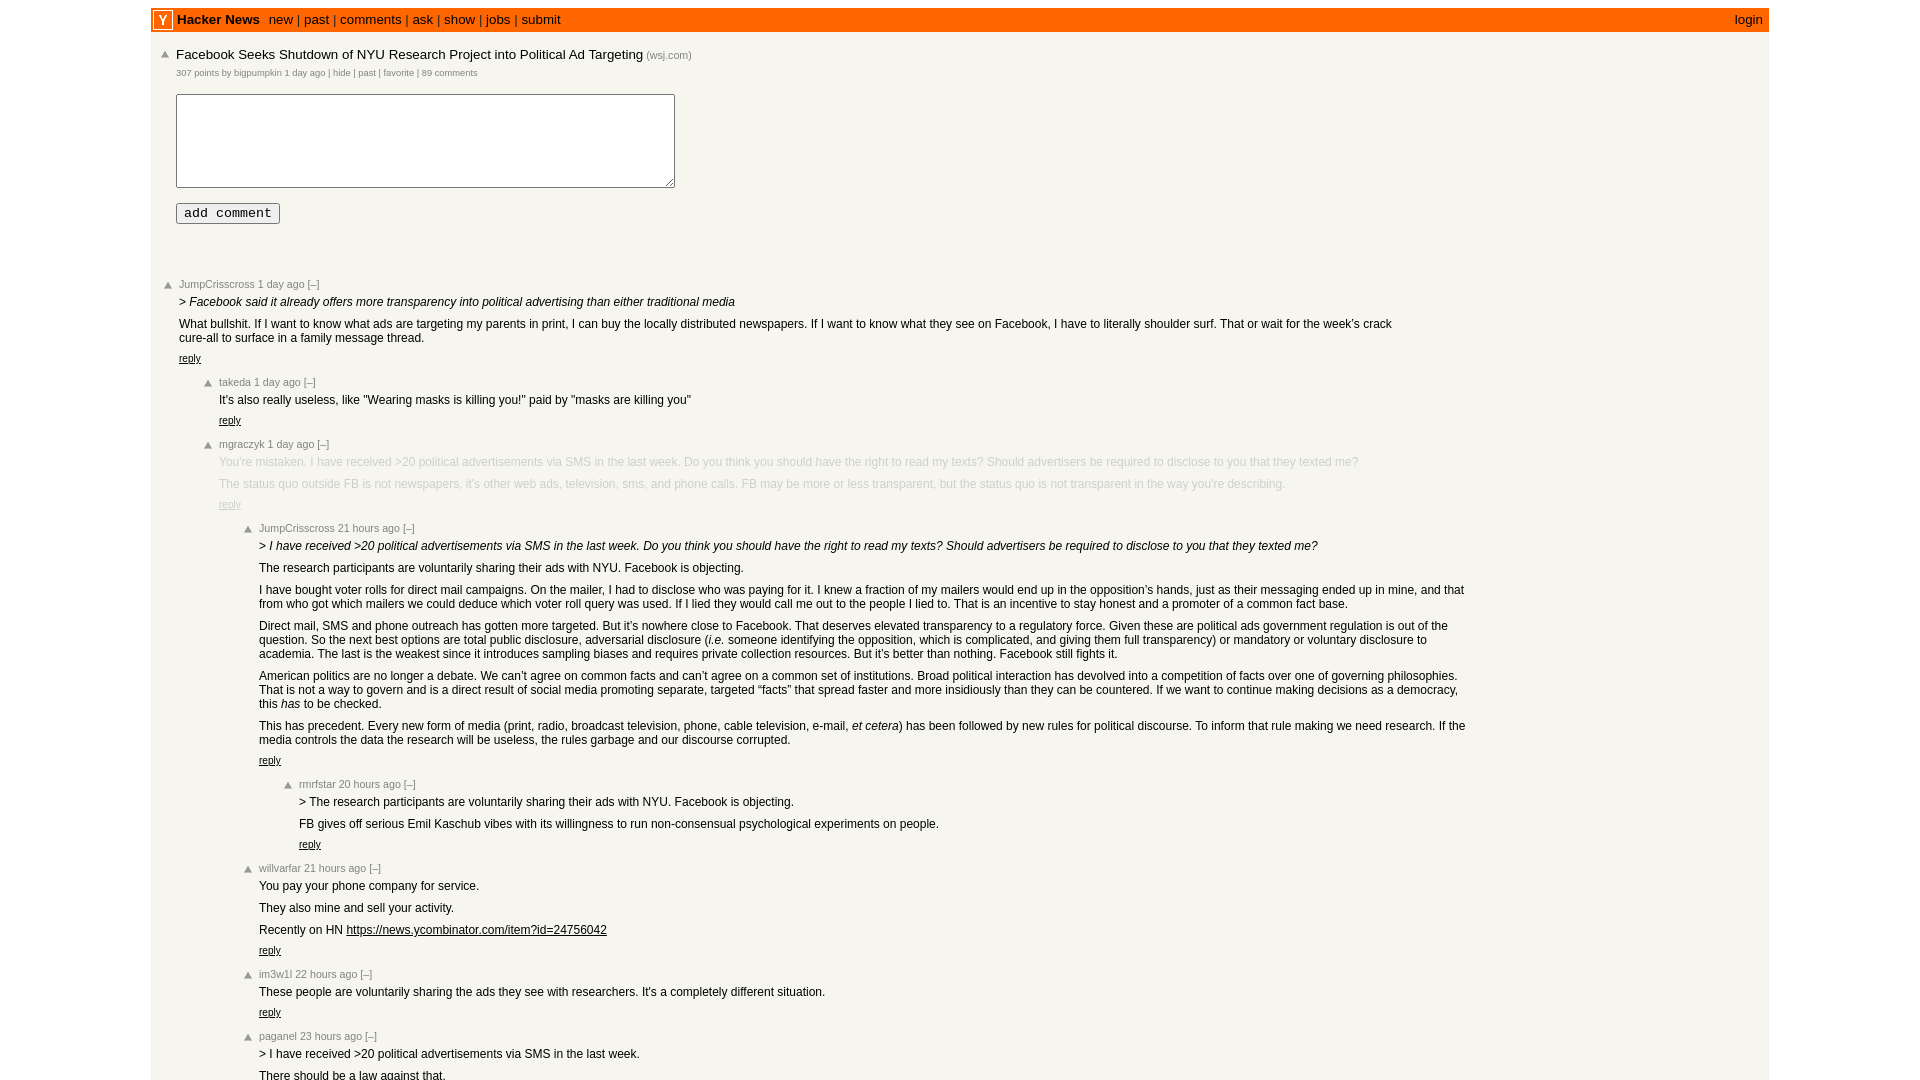 Y Hacker News new | past | comments | ask | show | jobs | submit login
Facebook Seeks Shutdown of NYU Research Project into Political Ad Targeting (wsj.com)
307 points by bigpumpkin 1 day ago | hide | past | favorite | 89 comments
add comment
JumpCrisscross 1 day ago [–]
> Facebook said it already offers more transparency into political advertising than either traditional media
What bullshit. If I want to know what ads are targeting my parents in print, I can buy the locally distributed newspapers. If I want to know what they see on Facebook, I have to literally shoulder surf. That or wait for the week’s crack
cure-all to surface in a family message thread.
reply
takeda 1 day ago [–]
It's also really useless, like "Wearing masks is killing you!" paid by "masks are killing you"
reply
mgraczyk 1 day ago [–]
You're mistaken. I have received >20 political advertisements via SMS in the last week. Do you think you should have the right to read my texts? Should advertisers be required to disclose to you that they texted me?
The status quo outside FB is not newspapers, it's other web ads, television, sms, and phone calls. FB may be more or less transparent, but the status quo is not transparent in the way you're describing.
reply
JumpCrisscross 21 hours ago [–]
> I have received >20 political advertisements via SMS in the last week. Do you think you should have the right to read my texts? Should advertisers be required to disclose to you that they texted me?
The research participants are voluntarily sharing their ads with NYU. Facebook is objecting.
I have bought voter rolls for direct mail campaigns. On the mailer, I had to disclose who was paying for it. I knew a fraction of my mailers would end up in the opposition’s hands, just as their messaging ended up in mine, and that
from who got which mailers we could deduce which voter roll query was used. If I lied they would call me out to the people I lied to. That is an incentive to stay honest and a promoter of a common fact base.
Direct mail, SMS and phone outreach has gotten more targeted. But it’s nowhere close to Facebook. That deserves elevated transparency to a regulatory force. Given these are political ads government regulation is out of the
question. So the next best options are total public disclosure, adversarial disclosure (i.e. someone identifying the opposition, which is complicated, and giving them full transparency) or mandatory or voluntary disclosure to
academia. The last is the weakest since it introduces sampling biases and requires private collection resources. But it’s better than nothing. Facebook still fights it.
American politics are no longer a debate. We can’t agree on common facts and can’t agree on a common set of institutions. Broad political interaction has devolved into a competition of facts over one of governing philosophies.
That is not a way to govern and is a direct result of social media promoting separate, targeted “facts” that spread faster and more insidiously than they can be countered. If we want to continue making decisions as a democracy,
this has to be checked.
This has precedent. Every new form of media (print, radio, broadcast television, phone, cable television, e-mail, et cetera) has been followed by new rules for political discourse. To inform that rule making we need research. If the
media controls the data the research will be useless, the rules garbage and our discourse corrupted.
reply
rmrfstar 20 hours ago [–]
> The research participants are voluntarily sharing their ads with NYU. Facebook is objecting.
FB gives off serious Emil Kaschub vibes with its willingness to run non-consensual psychological experiments on people.
reply
willvarfar 21 hours ago [–]
You pay your phone company for service.
They also mine and sell your activity.
Recently on HN https://news.ycombinator.com/item?id=24756042
reply
im3w1l 22 hours ago [–]
These people are voluntarily sharing the ads they see with researchers. It's a completely different situation.
reply
paganel 23 hours ago [–]
> I have received >20 political advertisements via SMS in the last week.
There should be a law against that.